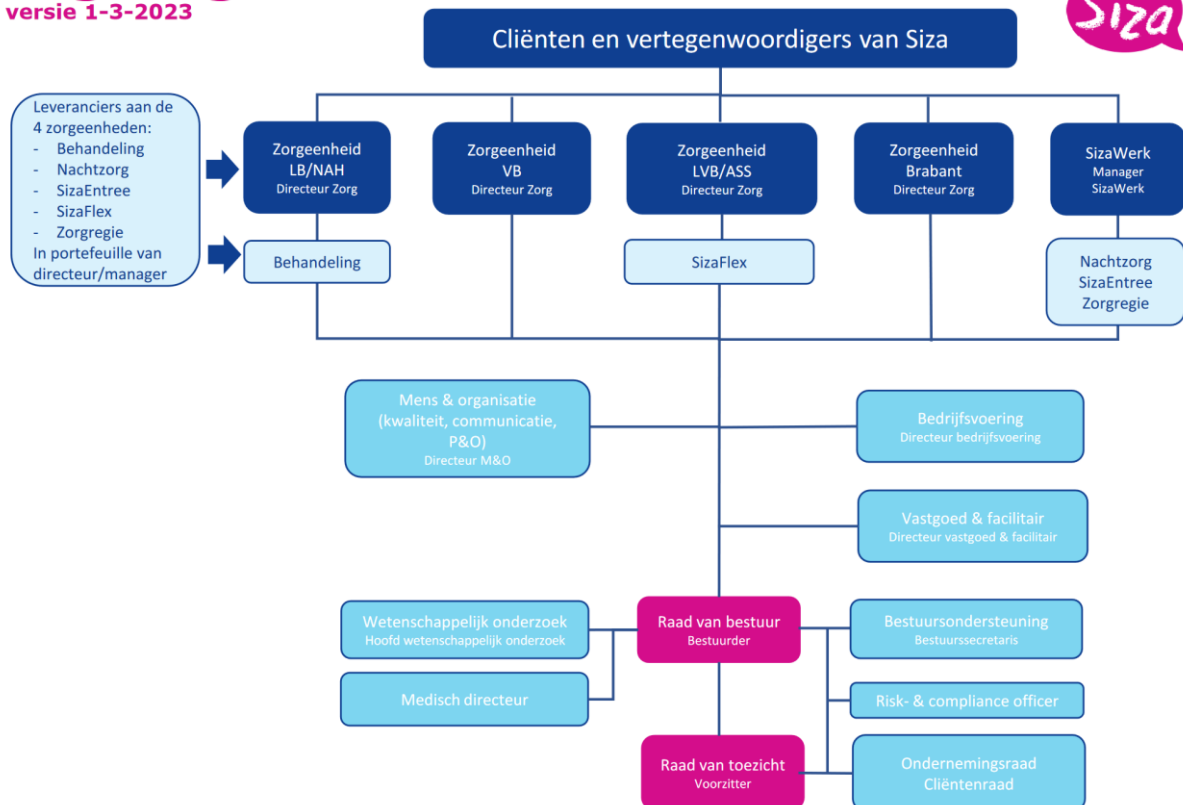 versie 1-3-2023
Siza
Cliënten en vertegenwoordigers van Siza
Leveranciers aan de
4 zorgeenheden:
- Behandeling
- Nachtzorg
- SizaEntree
- SizaFlex
- Zorgregie
In portefeuille van
directeur/manager
Zorgeenheid
LB/NAH
Directeur Zorg
Zorgeenheid
VB
Directeur Zorg
Zorgeenheid
LVB/ASS
Directeur Zorg
Zorgeenheid
Brabant
Directeur Zorg
SizaWerk
Manager
SizaWerk
Behandeling
SizaFlex
Nachtzorg
SizaEntree
Zorgregie
Mens & organisatie
(kwaliteit, communicatie,
P&O)
Directeur M&O
Bedrijfsvoering
Directeur bedrijfsvoering
Vastgoed & facilitair
Directeur vastgoed & facilitair
Wetenschappelijk onderzoek
Hoofd wetenschappelijk onderzoek
Raad van bestuur
Bestuurder
Bestuursondersteuning
Bestuurssecretaris
Medisch directeur
Risk- & compliance officer
Raad van toezicht
Voorzitter
Ondernemingsraad
Cliëntenraad